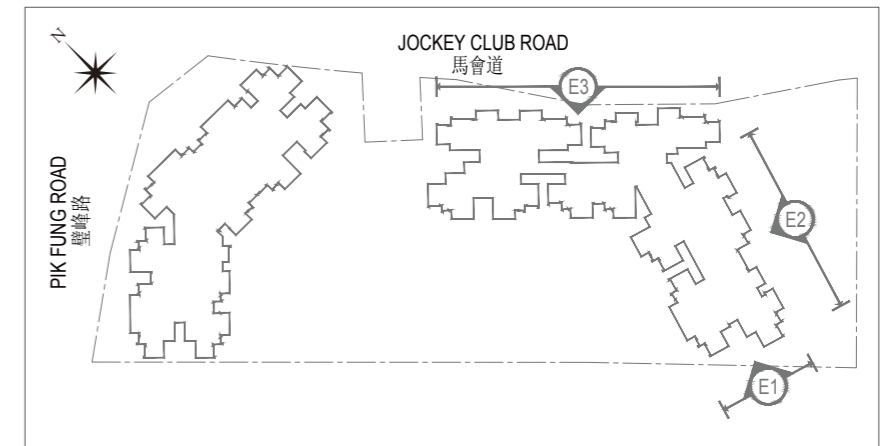 N
JOCKEY CLUB ROAD
馬會道
E3
PIK FUNG ROAD
璧峰路
E2
E1